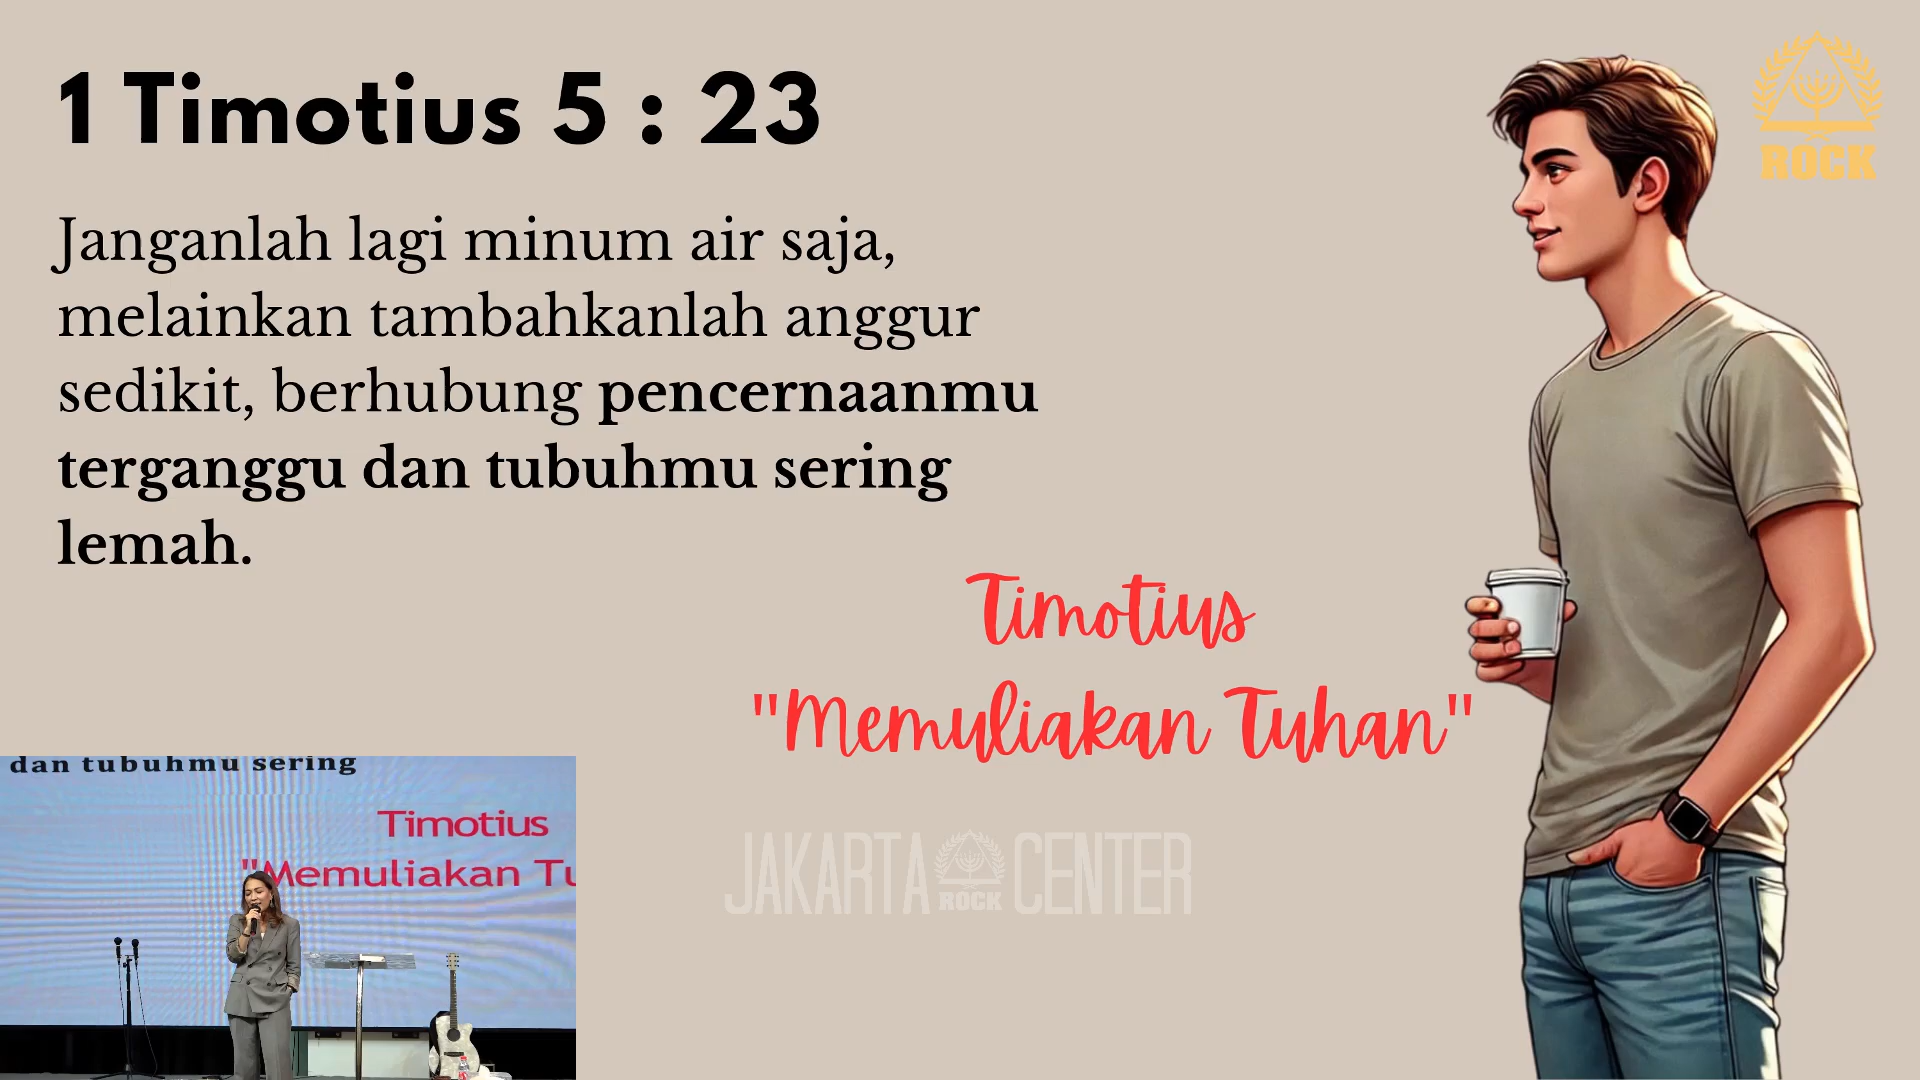 1 Timotius 5 : 23
ROCK
Janganlah lagi minum air saja,
melainkan tambahkanlah anggur
sedikit, berhubung pencernaanmu
terganggu dan tubuhmu sering
lemah.
Timotius
"Memuliakan Tuhan"
dan tubuhmu sering
Timotius
"Memuliakan Tu
JAKARTA ROCK CENTER